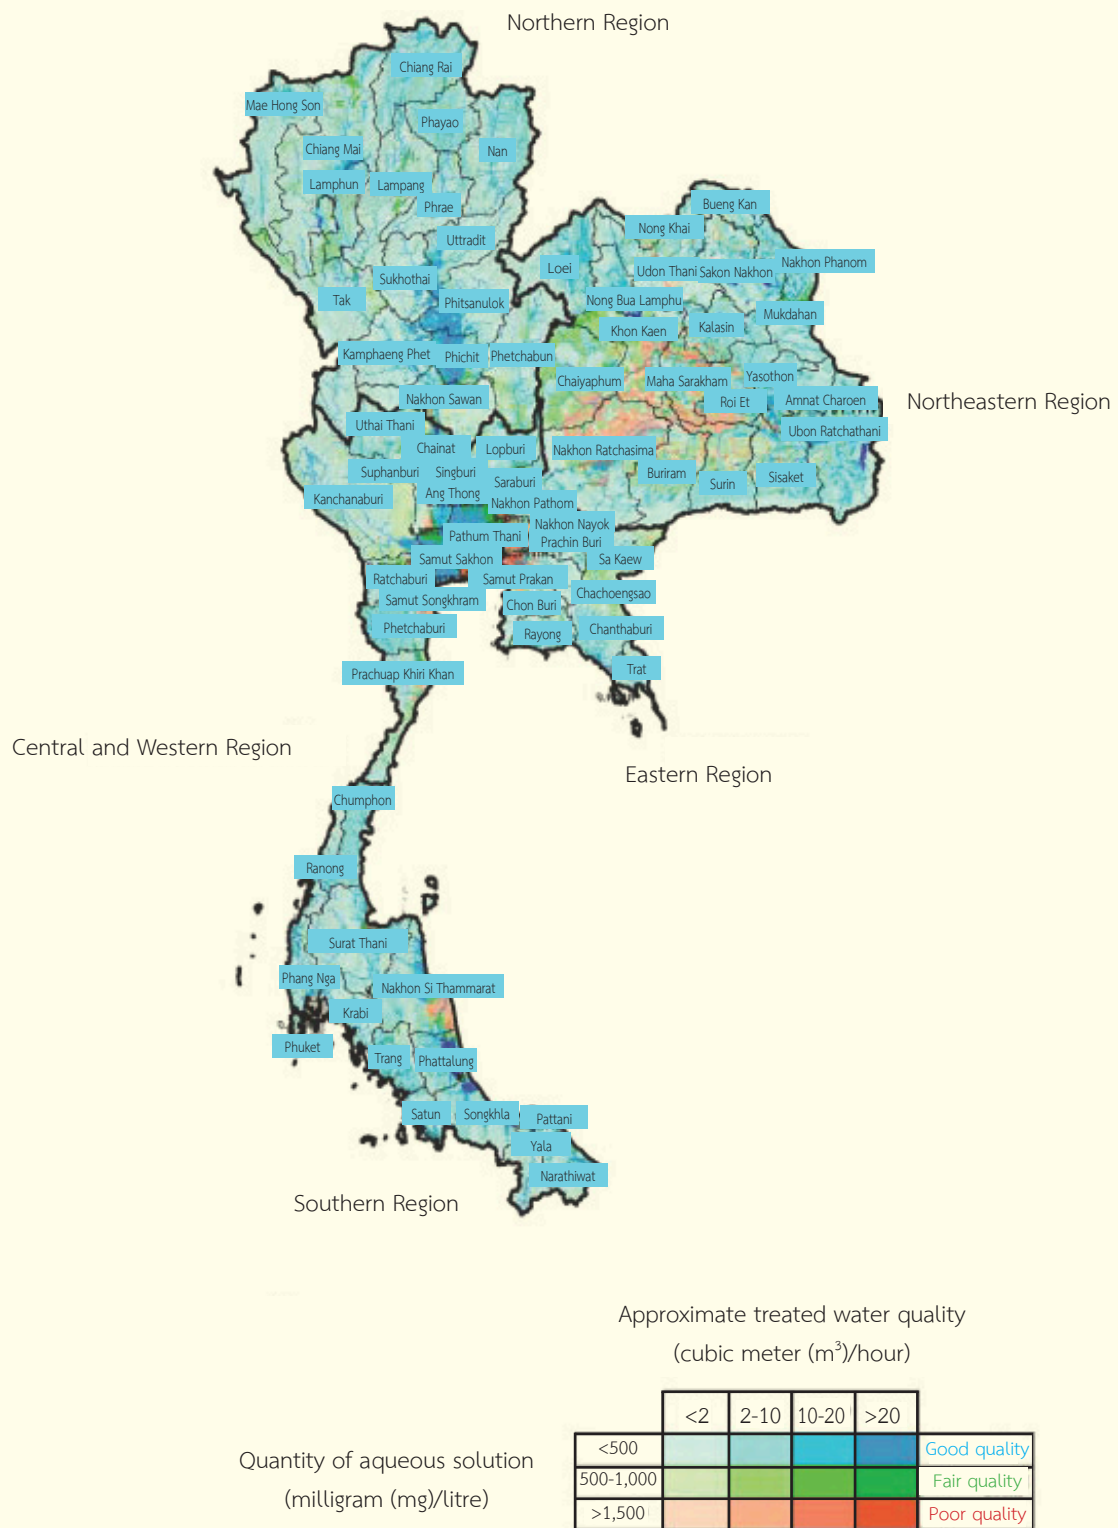 Northern Region
Chiang Rai
Mae Hong Son
Phayao
Chiang Mai
Nan
Lamphun
Lampang
Phrae
Bueng Kan
Nong Khai
Uttradit
Loei
Udon Thani
Sakon Nakhon
Nakhon Phanom
Sukhothai
Tak
Phitsanulok
Nong Bua Lamphu
Mukdahan
Khon Kaen
Kalasin
Kamphaeng Phet
Phichit
Phetchabun
Chaiyaphum
Maha Sarakham
Yasothon
Nakhon Sawan
Roi Et
Amnat Charoen
Northeastern Region
Uthai Thani
Ubon Ratchathani
Chainat
Lopburi
Nakhon Ratchasima
Suphanburi
Singburi
Saraburi
Buriram
Surin
Sisaket
Kanchanaburi
Ang Thong
Nakhon Pathom
Nakhon Nayok
Pathum Thani
Prachin Buri
Samut Sakhon
Sa Kaew
Ratchaburi
Samut Prakan
Samut Songkhram
Chon Buri
Chachoengsao
Phetchaburi
Rayong
Chanthaburi
Prachuap Khiri Khan
Trat
Central and Western Region
Eastern Region
Chumphon
Ranong
Surat Thani
Phang Nga
Nakhon Si Thammarat
Krabi
Phuket
Trang
Phattalung
Satun
Songkhla
Pattani
Yala
Narathiwat
Southern Region
Approximate treated water quality
(cubic meter (m³)/hour)
<2 2-10 10-20 >20
Quantity of aqueous solution
(milligram (mg)/litre)
<500 Good quality
500-1,000 Fair quality
>1,500 Poor quality